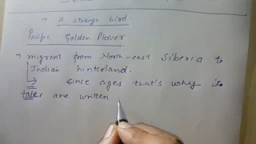 → A strange bird
Pacific Golden Plover
→ migrant from North-east Siberia to
Indian hinterland.
→ since ages that's why
tales are written